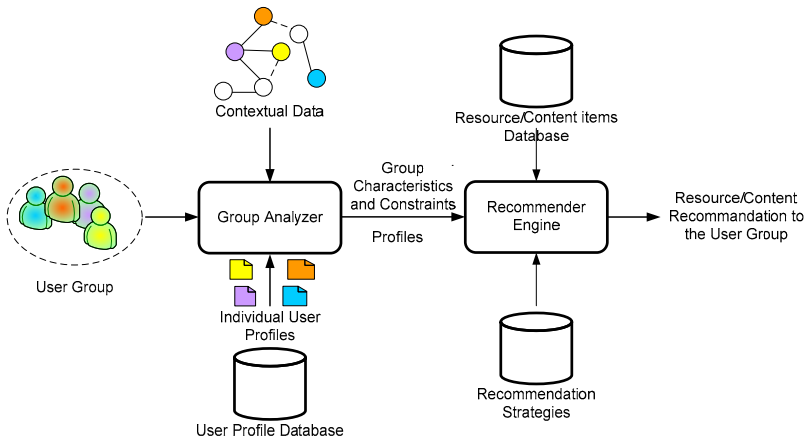 Contextual Data
Resource/Content items
Database
User Group
Group Analyzer
Group
Characteristics
and Constraints
Profiles
Recommender
Engine
Resource/Content
Recommandation to
the User Group
Individual User
Profiles
User Profile Database
Recommendation
Strategies